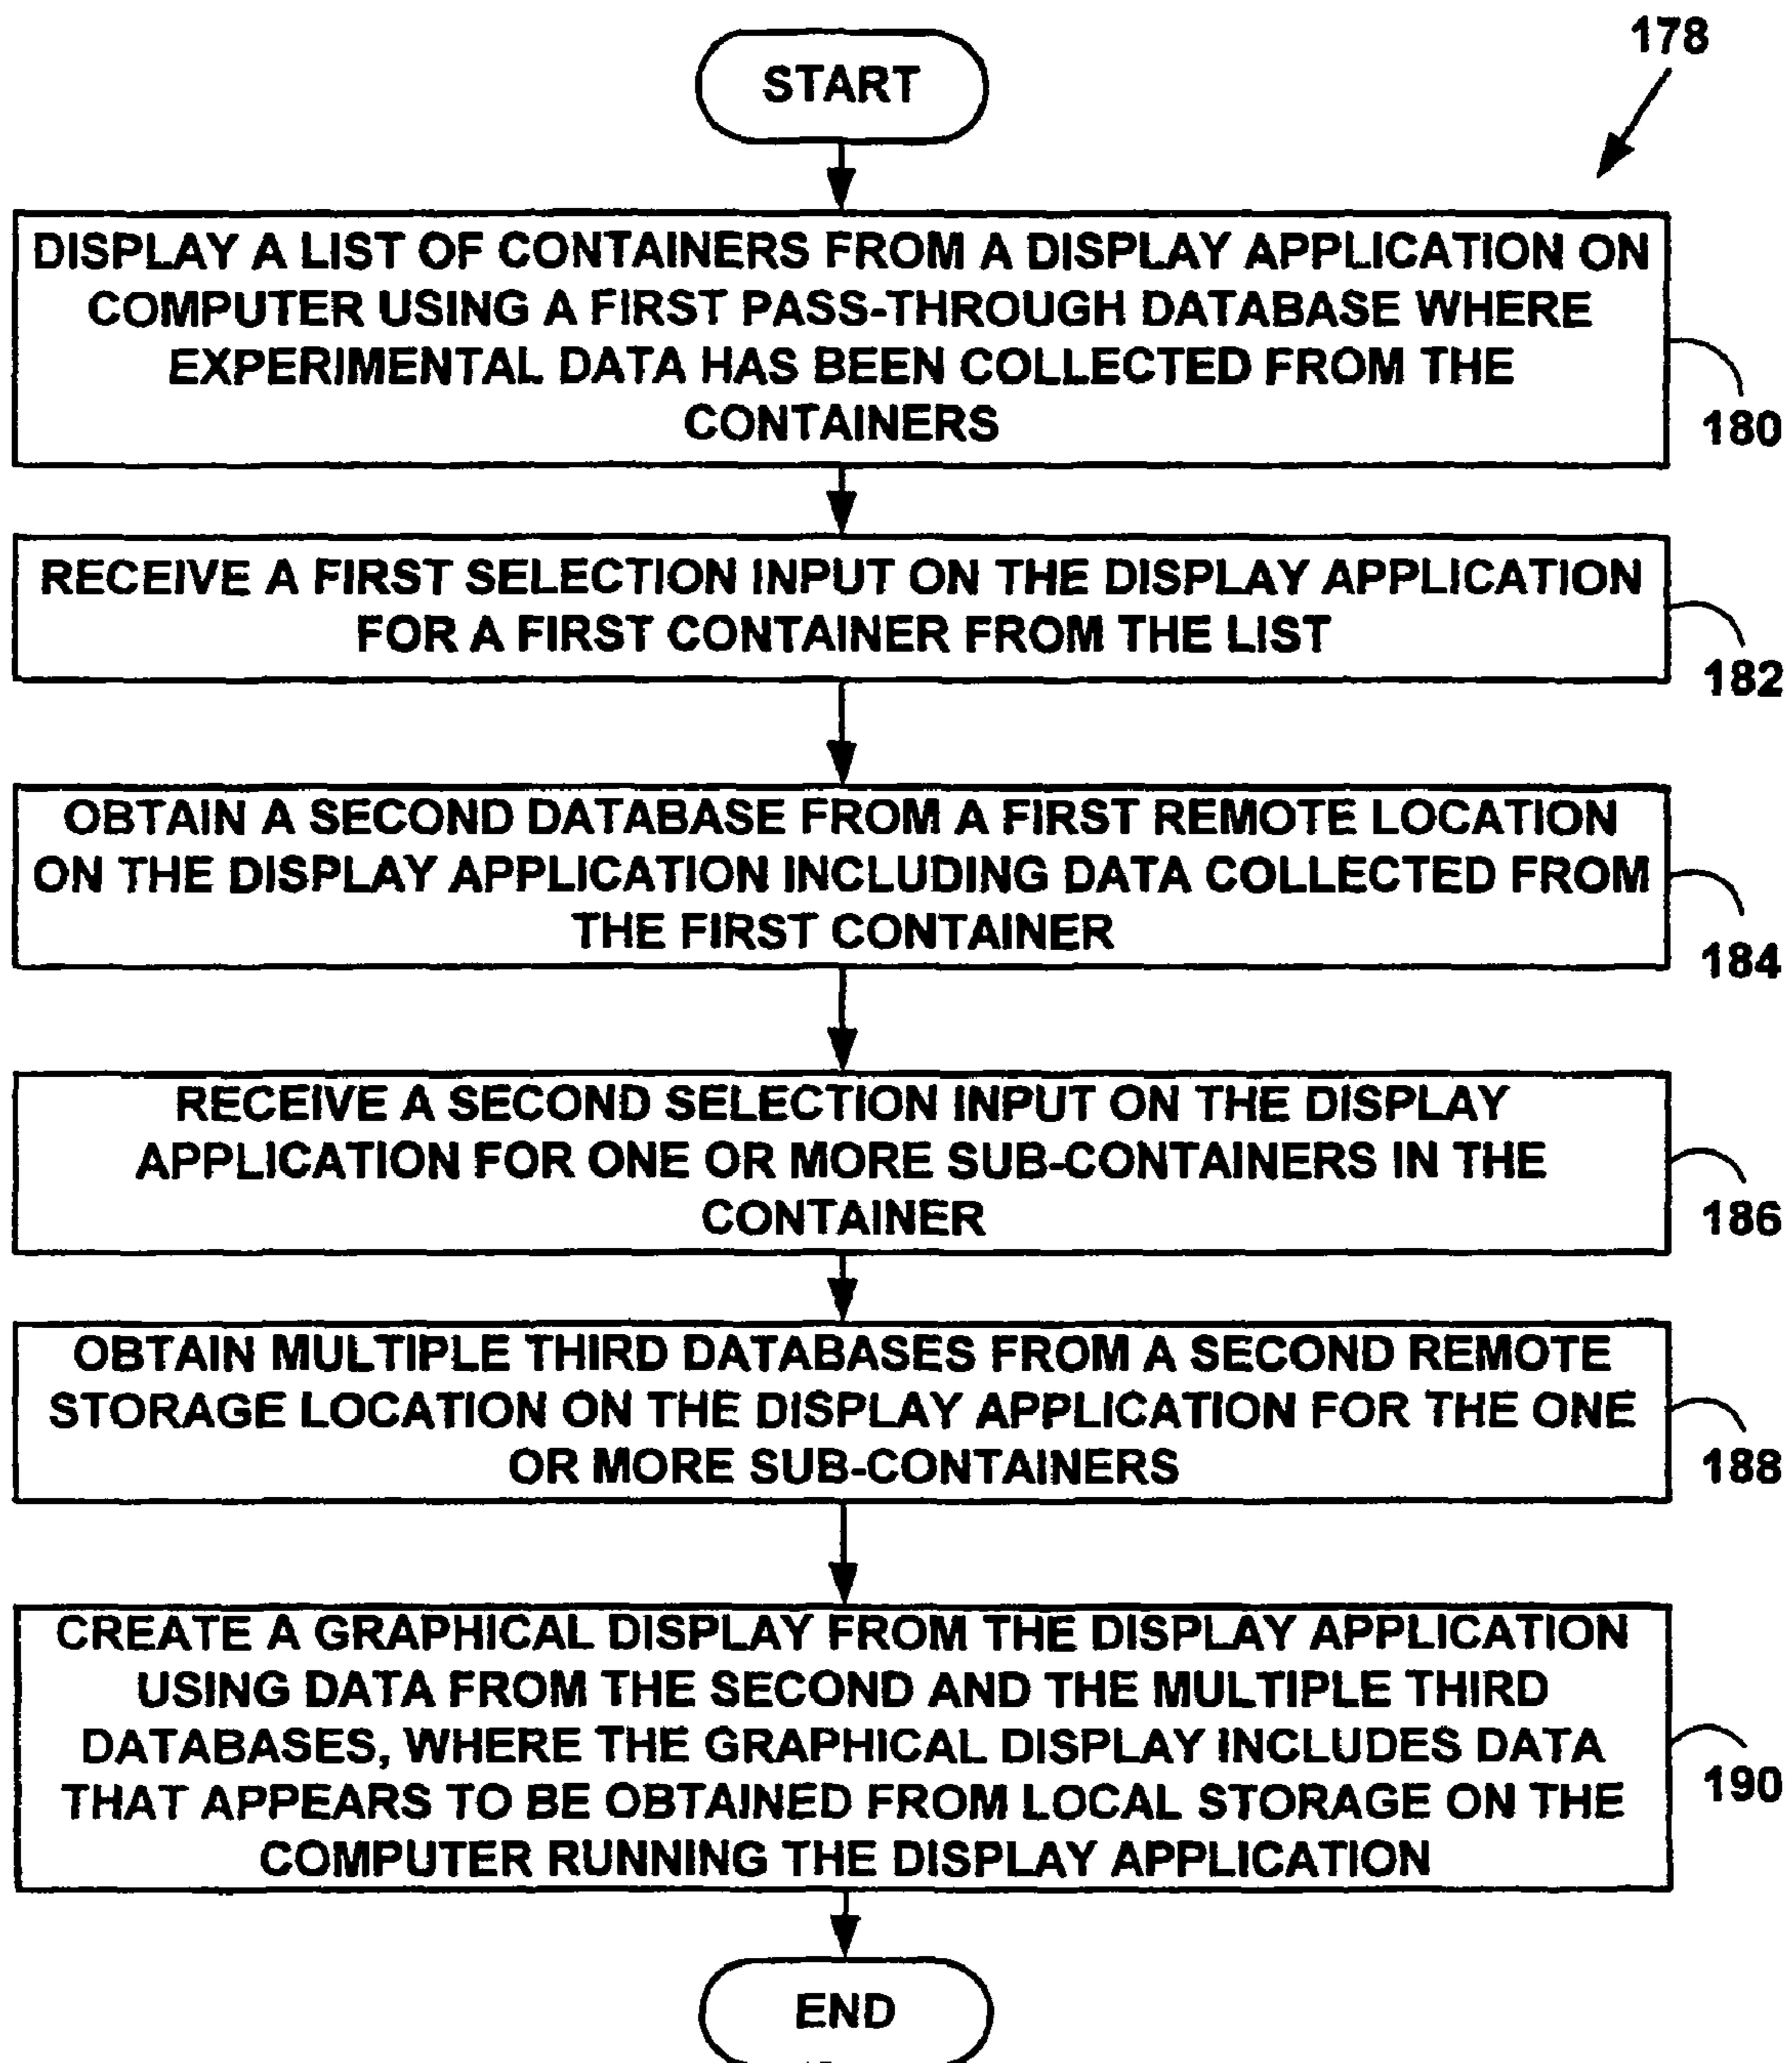 178
START
DISPLAY A LIST OF CONTAINERS FROM A DISPLAY APPLICATION ON
COMPUTER USING A FIRST PASS-THROUGH DATABASE WHERE
EXPERIMENTAL DATA HAS BEEN COLLECTED FROM THE
CONTAINERS
180
RECEIVE A FIRST SELECTION INPUT ON THE DISPLAY APPLICATION
FOR A FIRST CONTAINER FROM THE LIST
182
OBTAIN A SECOND DATABASE FROM A FIRST REMOTE LOCATION
ON THE DISPLAY APPLICATION INCLUDING DATA COLLECTED FROM
THE FIRST CONTAINER
184
RECEIVE A SECOND SELECTION INPUT ON THE DISPLAY
APPLICATION FOR ONE OR MORE SUB-CONTAINERS IN THE
CONTAINER
186
OBTAIN MULTIPLE THIRD DATABASES FROM A SECOND REMOTE
STORAGE LOCATION ON THE DISPLAY APPLICATION FOR THE ONE
OR MORE SUB-CONTAINERS
188
CREATE A GRAPHICAL DISPLAY FROM THE DISPLAY APPLICATION
USING DATA FROM THE SECOND AND THE MULTIPLE THIRD
DATABASES, WHERE THE GRAPHICAL DISPLAY INCLUDES DATA
THAT APPEARS TO BE OBTAINED FROM LOCAL STORAGE ON THE
COMPUTER RUNNING THE DISPLAY APPLICATION
190
END